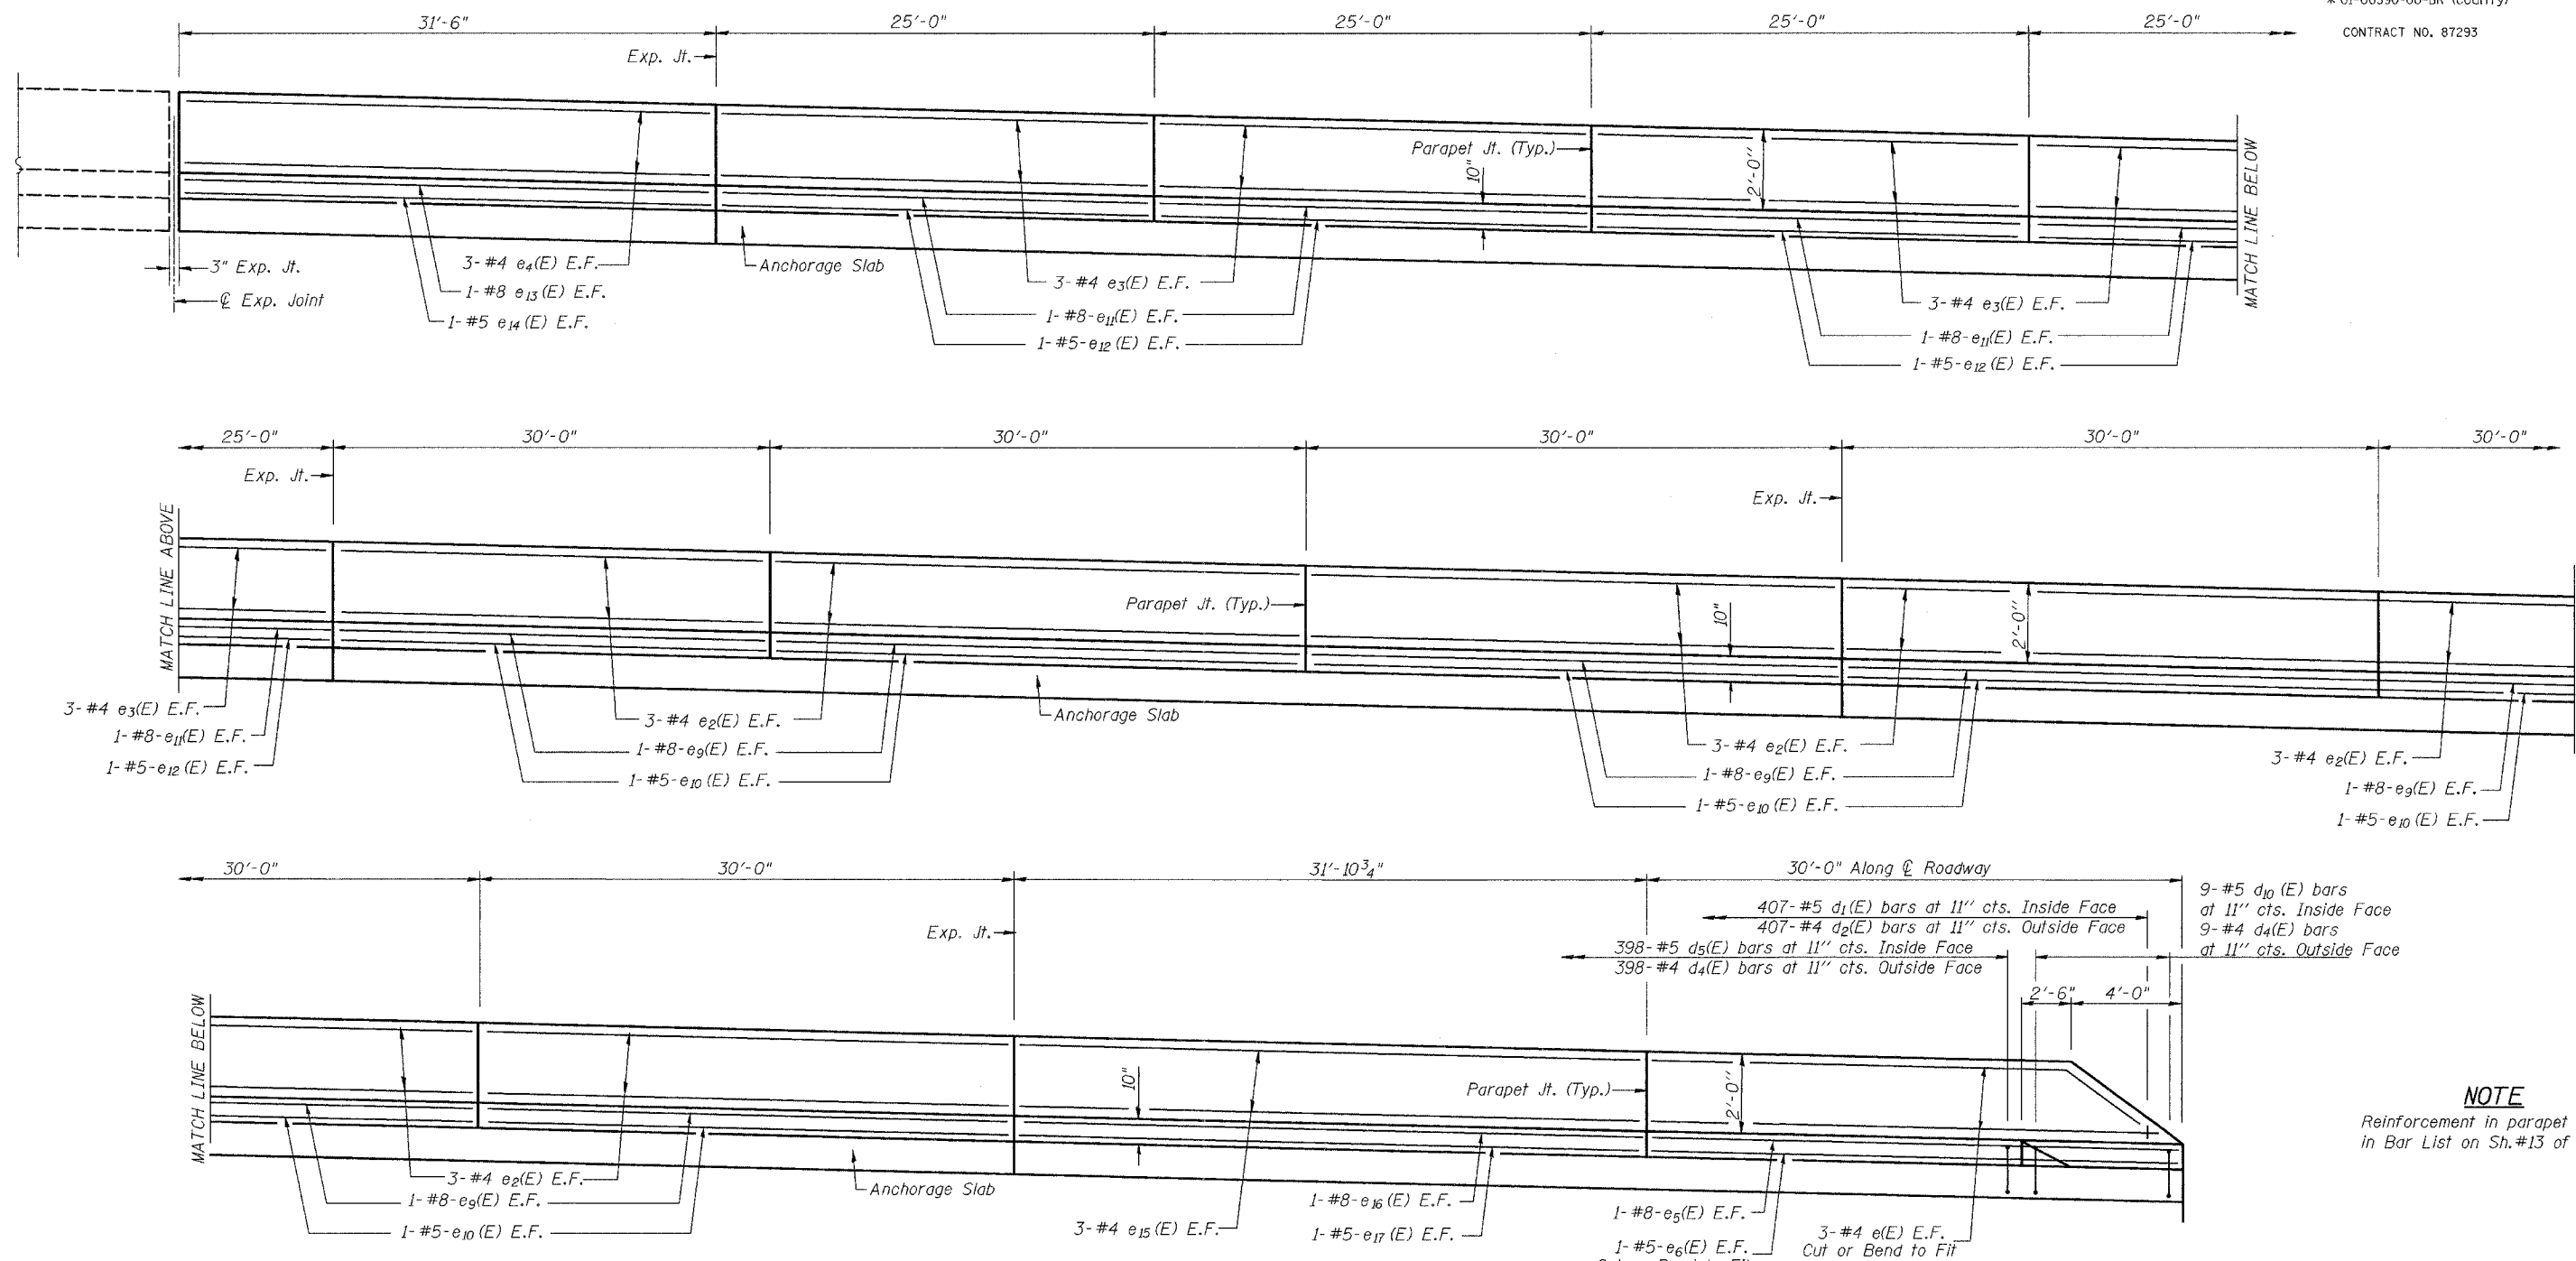 * 01-00390-00-BR (County)
CONTRACT NO. 87293
31'-6"
25'-0"
25'-0"
25'-0"
25'-0"
Exp. Jt.
Parapet Jt. (Typ.)
10"
2'-0"
MATCH LINE BELOW
3" Exp. Jt.
℄ Exp. Joint
3-#4 e4(E) E.F.
1-#8 e13(E) E.F.
1-#5 e14(E) E.F.
Anchorage Slab
3-#4 e3(E) E.F.
1-#8-e11(E) E.F.
1-#5-e12(E) E.F.
3-#4 e3(E) E.F.
1-#8-e11(E) E.F.
1-#5-e12(E) E.F.
25'-0"
30'-0"
30'-0"
30'-0"
30'-0"
30'-0"
Exp. Jt.
Exp. Jt.
MATCH LINE ABOVE
Parapet Jt. (Typ.)
10"
2'-0"
3-#4 e3(E) E.F.
1-#8-e11(E) E.F.
1-#5-e12(E) E.F.
3-#4 e2(E) E.F.
1-#8-e9(E) E.F.
1-#5-e10(E) E.F.
Anchorage Slab
3-#4 e2(E) E.F.
1-#8-e9(E) E.F.
1-#5-e10(E) E.F.
3-#4 e2(E) E.F.
1-#8-e9(E) E.F.
1-#5-e10(E) E.F.
30'-0"
30'-0"
31'-10¾"
30'-0" Along ℄ Roadway
Exp. Jt.
407-#5 d1(E) bars at 11" cts. Inside Face
407-#4 d2(E) bars at 11" cts. Outside Face
398-#5 d5(E) bars at 11" cts. Inside Face
398-#4 d4(E) bars at 11" cts. Outside Face
9-#5 d10(E) bars
at 11" cts. Inside Face
9-#4 d4(E) bars
at 11" cts. Outside Face
2'-6"
4'-0"
MATCH LINE BELOW
10"
Parapet Jt. (Typ.)
2'-0"
3-#4 e2(E) E.F.
1-#8-e9(E) E.F.
1-#5-e10(E) E.F.
Anchorage Slab
3-#4 e15(E) E.F.
1-#8-e16(E) E.F.
1-#5-e17(E) E.F.
1-#8-e5(E) E.F.
1-#5-e6(E) E.F.
3-#4 e(E) E.F.
Cut or Bend to Fit
NOTE
Reinforcement in parapet
in Bar List on Sh.#13 of